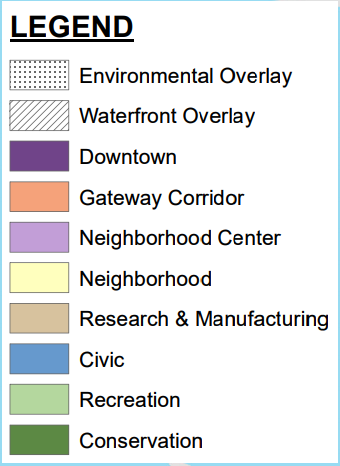 LEGEND
Environmental Overlay
Waterfront Overlay
Downtown
Gateway Corridor
Neighborhood Center
Neighborhood
Research & Manufacturing
Civic
Recreation
Conservation